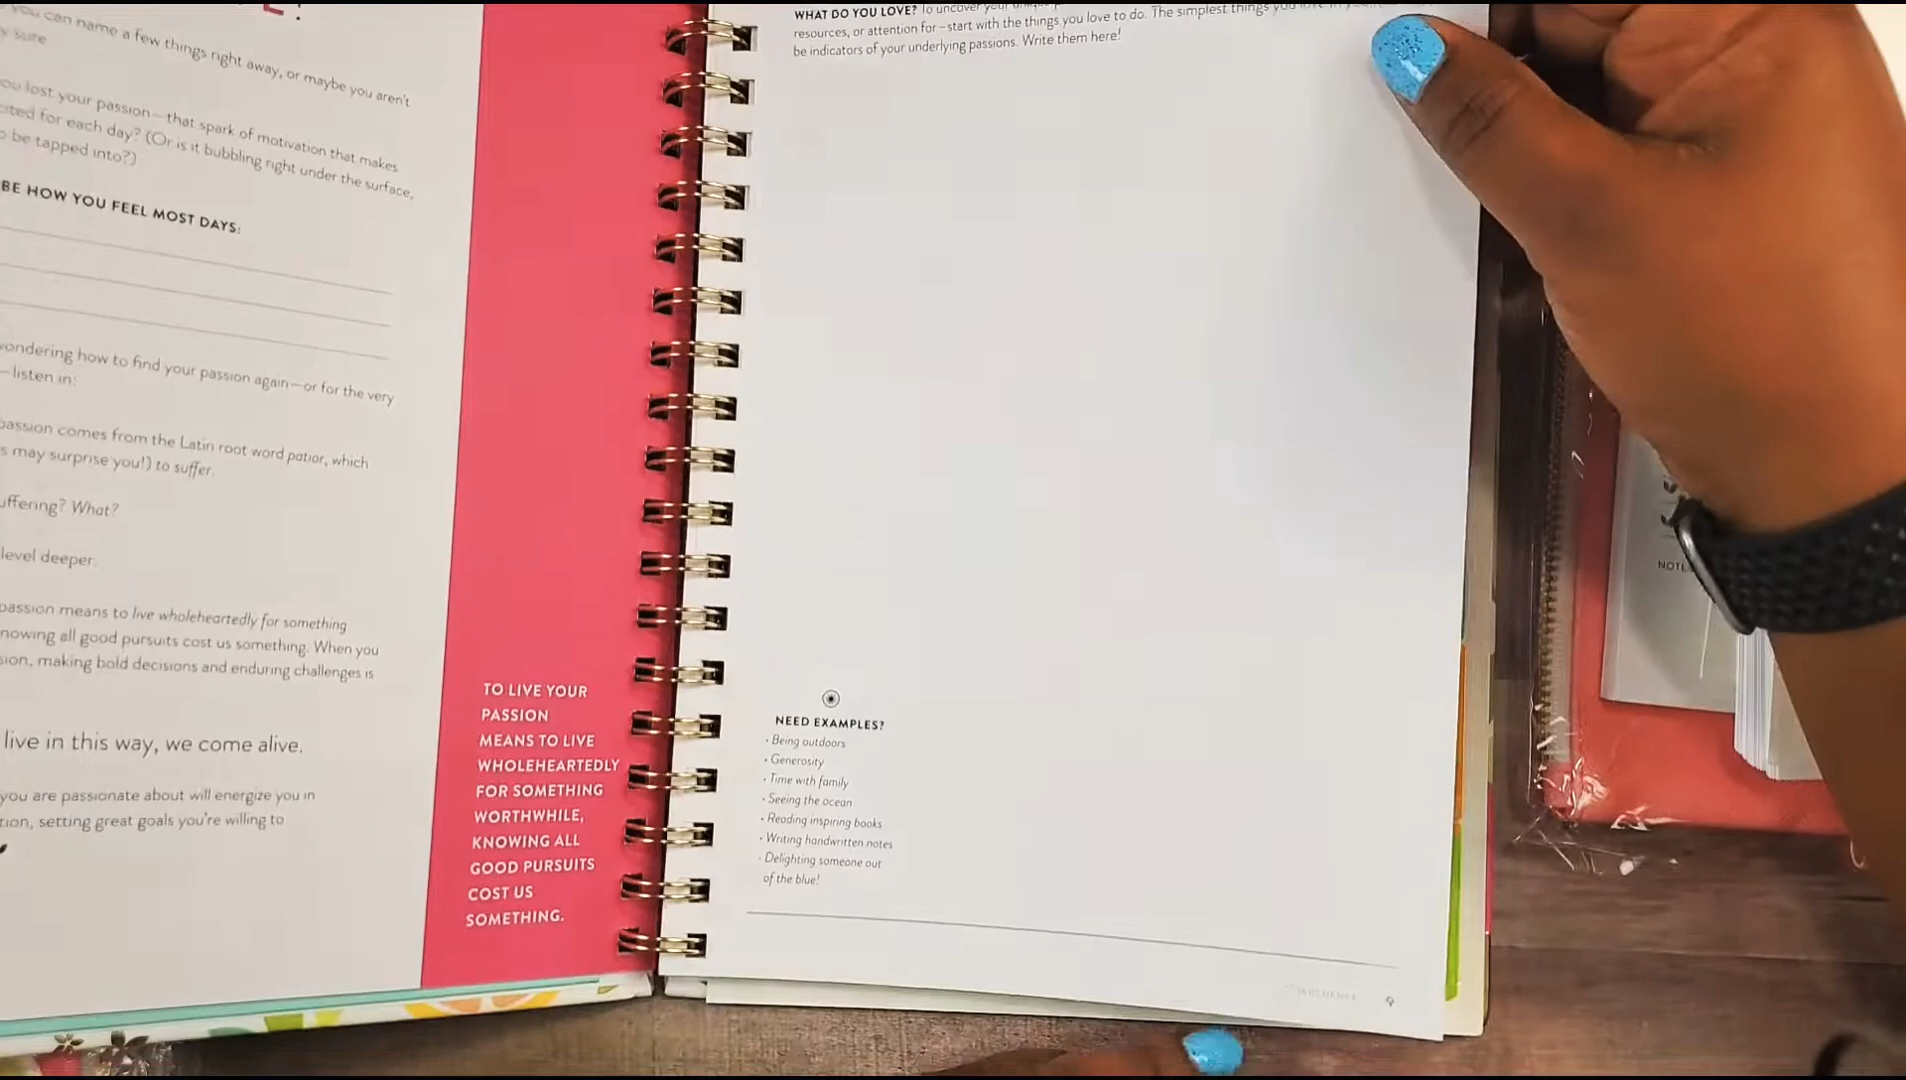 you can name a few things right away, or maybe you aren't
sure
you lost your passion—that spark of motivation that makes
for each day? (Or is it bubbling right under the surface,
be tapped into?)
BE HOW YOU FEEL MOST DAYS:
wondering how to find your passion again—or for the very
—listen in:
passion comes from the Latin root word patior, which
may surprise you!) to suffer.
What?
level deeper.
passion means to live wholeheartedly for something
knowing all good pursuits cost us something. When you
making bold decisions and enduring challenges is
live in this way, we come alive.
you are passionate about will energize you in
setting great goals you're willing to
TO LIVE YOUR
PASSION
MEANS TO LIVE
WHOLEHEARTEDLY
FOR SOMETHING
WORTHWHILE,
KNOWING ALL
GOOD PURSUITS
COST US
SOMETHING.
WHAT DO YOU LOVE? To uncover your
resources, or attention for—start with the things you love to do. The simplest things you love
be indicators of your underlying passions. Write them here!
NEED EXAMPLES?
· Being outdoors
· Generosity
· Time with family
· Seeing the ocean
· Reading inspiring books
· Writing handwritten notes
· Delighting someone out
of the blue!
9